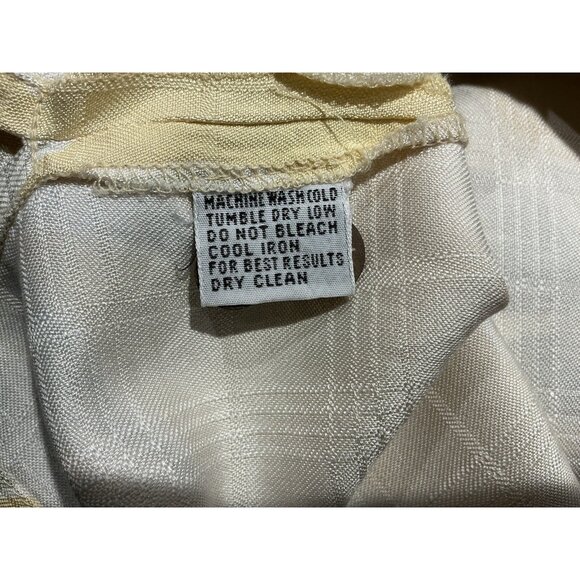 MACHINE WASH COLD
TUMBLE DRY LOW
DO NOT BLEACH
COOL IRON
FOR BEST RESULTS
DRY CLEAN